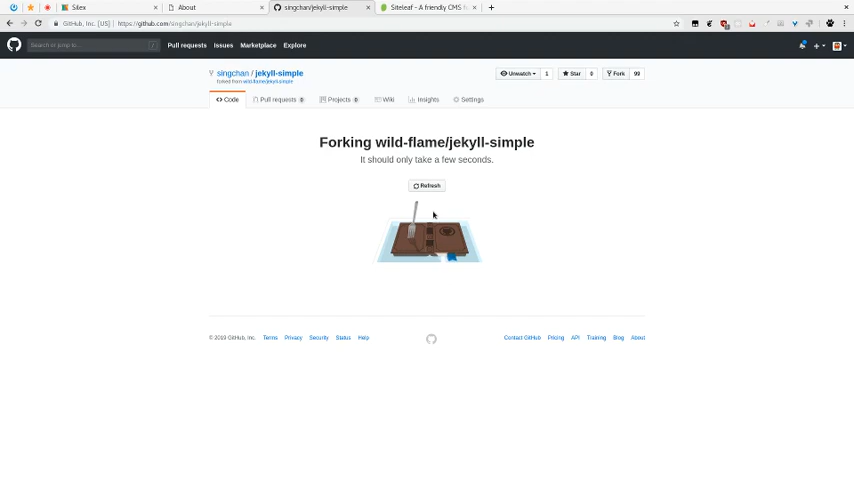 Silex
About
singchan/jekyll-simple
Siteleaf - A friendly CMS f
GitHub, Inc. [US] | https://github.com/singchan/jekyll-simple
Search or jump to...
Pull requests Issues Marketplace Explore
singchan / jekyll-simple
forked from wild-flame/jekyll-simple
Unwatch 1 Star 0 Fork 99
Code Pull requests 0 Projects 0 Wiki Insights Settings
Forking wild-flame/jekyll-simple
It should only take a few seconds.
Refresh
© 2019 GitHub, Inc. Terms Privacy Security Status Help
Contact GitHub Pricing API Training Blog About